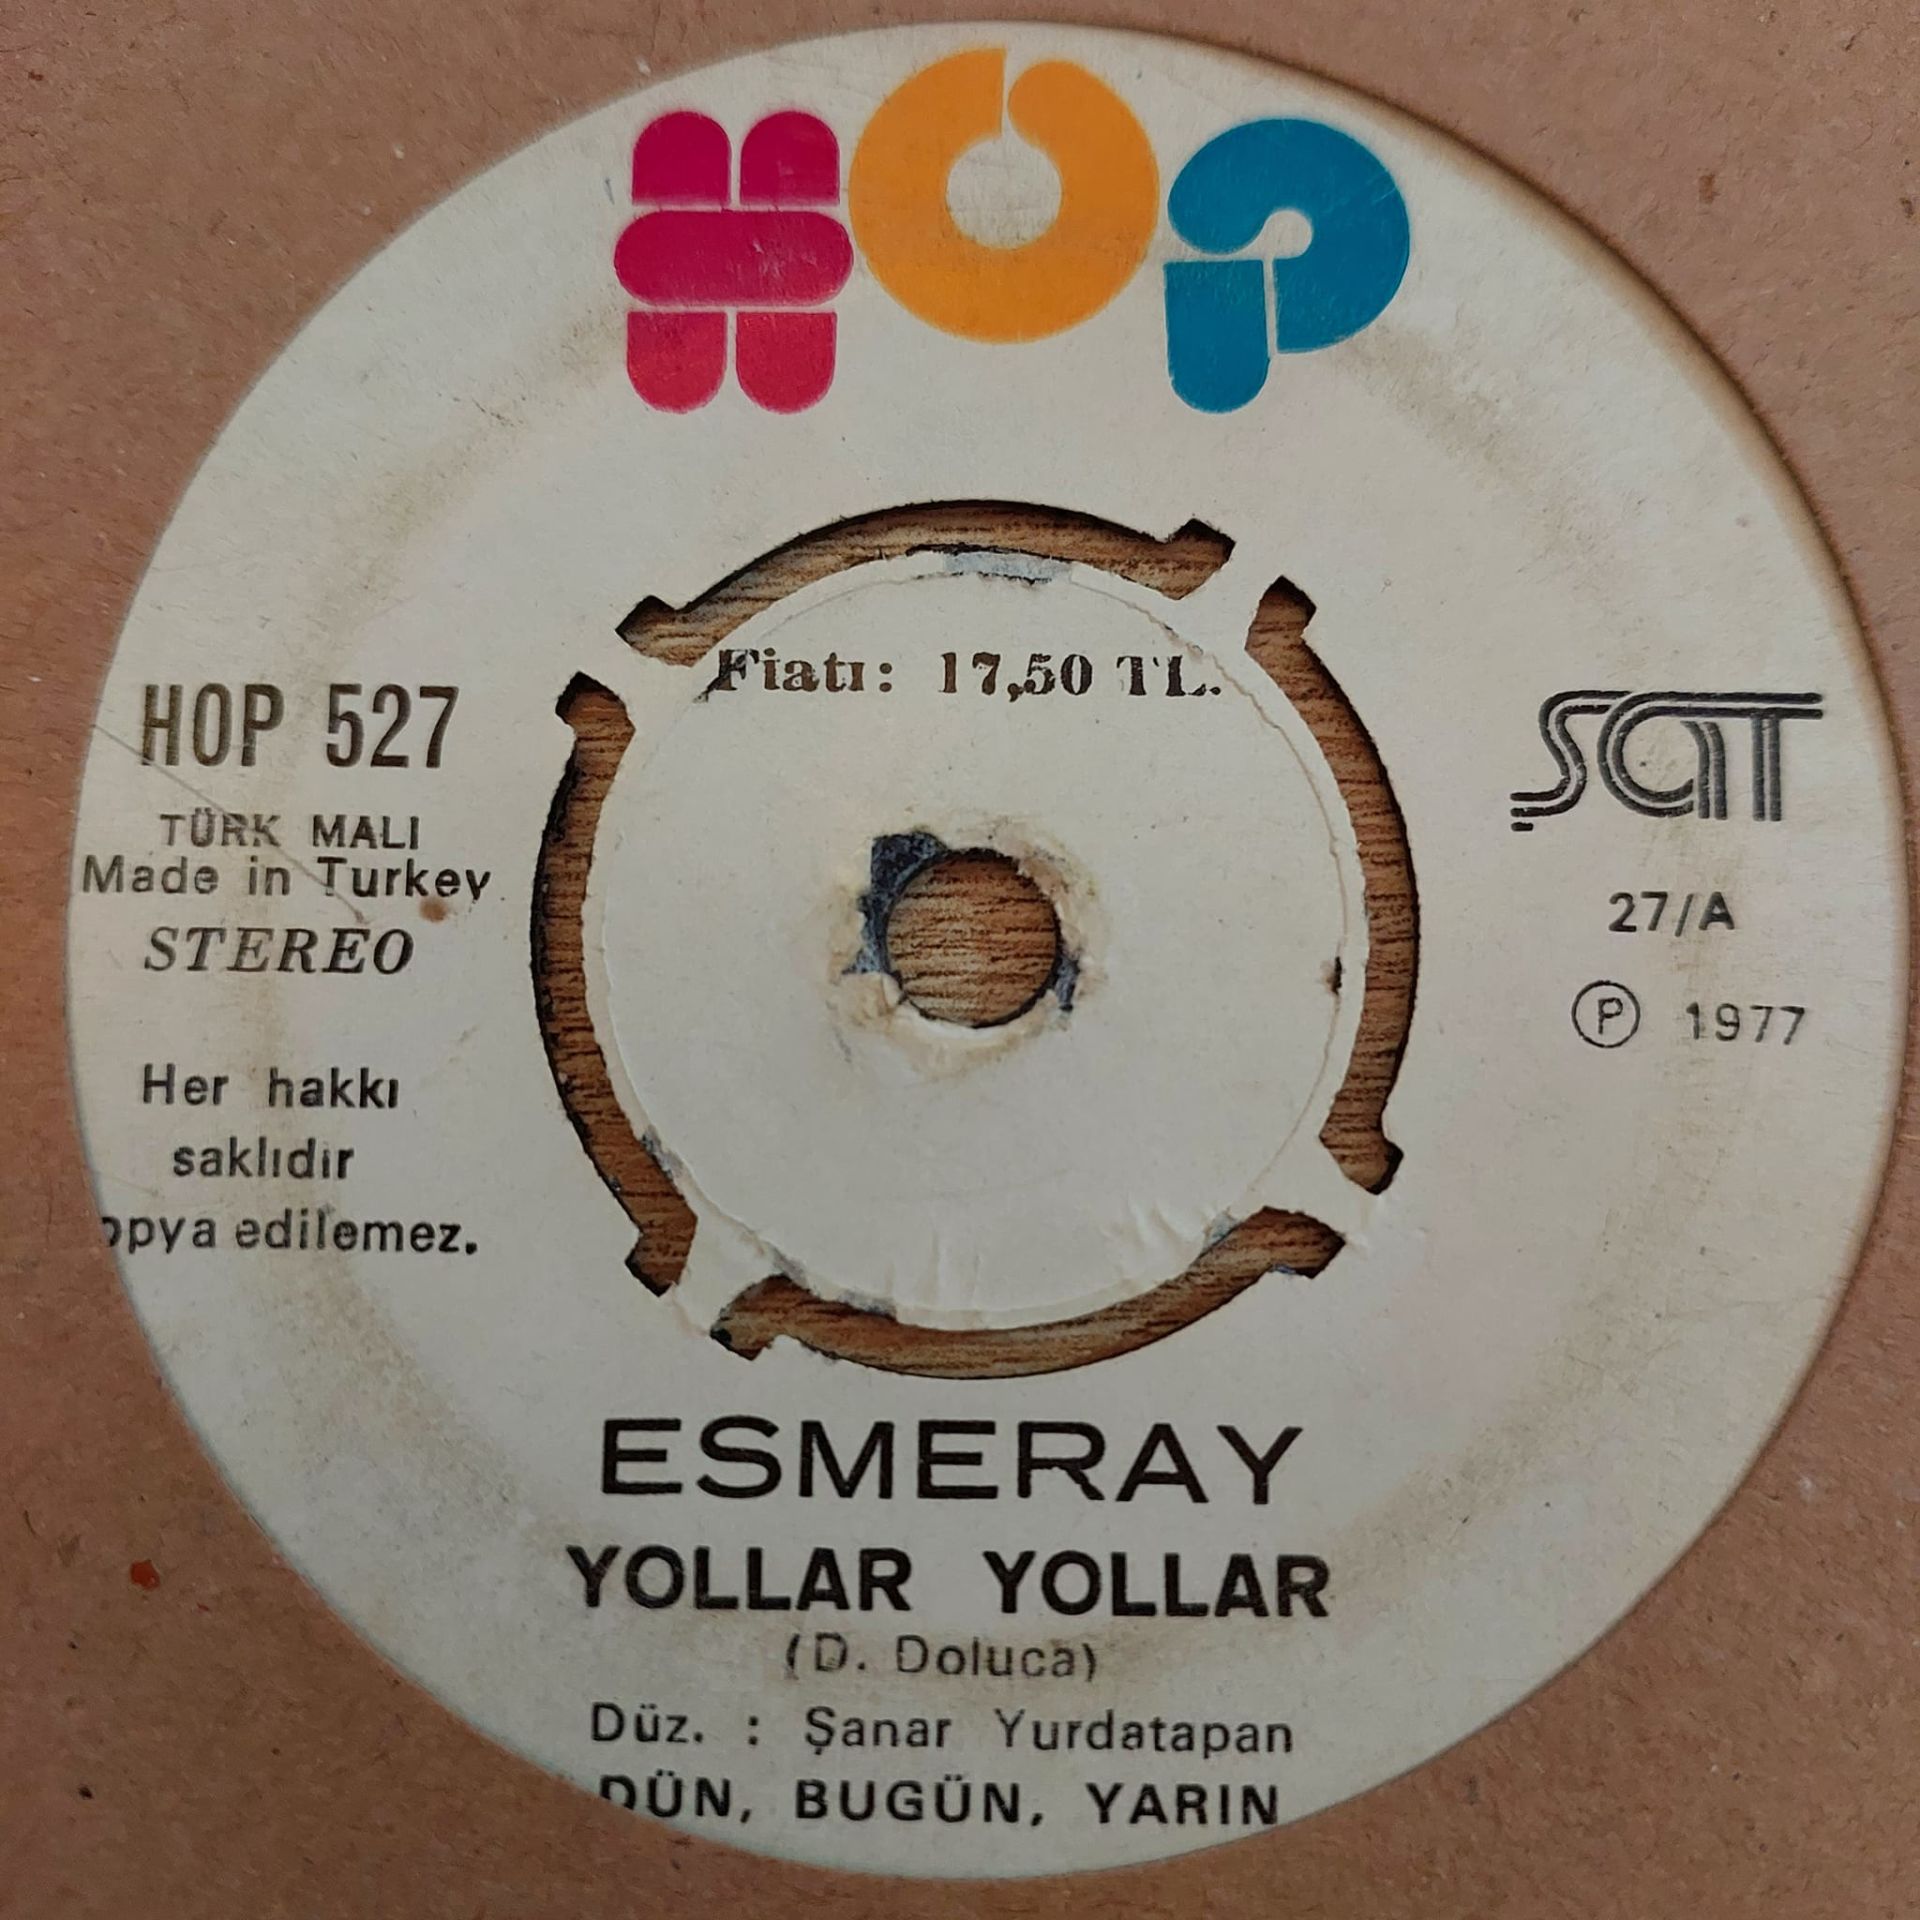 HOP
Fiatı: 17,50 TL.
HOP 527
TÜRK MALI
Made in Turkey
STEREO
Her hakkı
saklıdır
opya edilemez.
ŞAT
27/A
Ⓟ 1977
ESMERAY
YOLLAR YOLLAR
(D. Doluca)
Düz. : Şanar Yurdatapan
DÜN, BUGÜN, YARIN